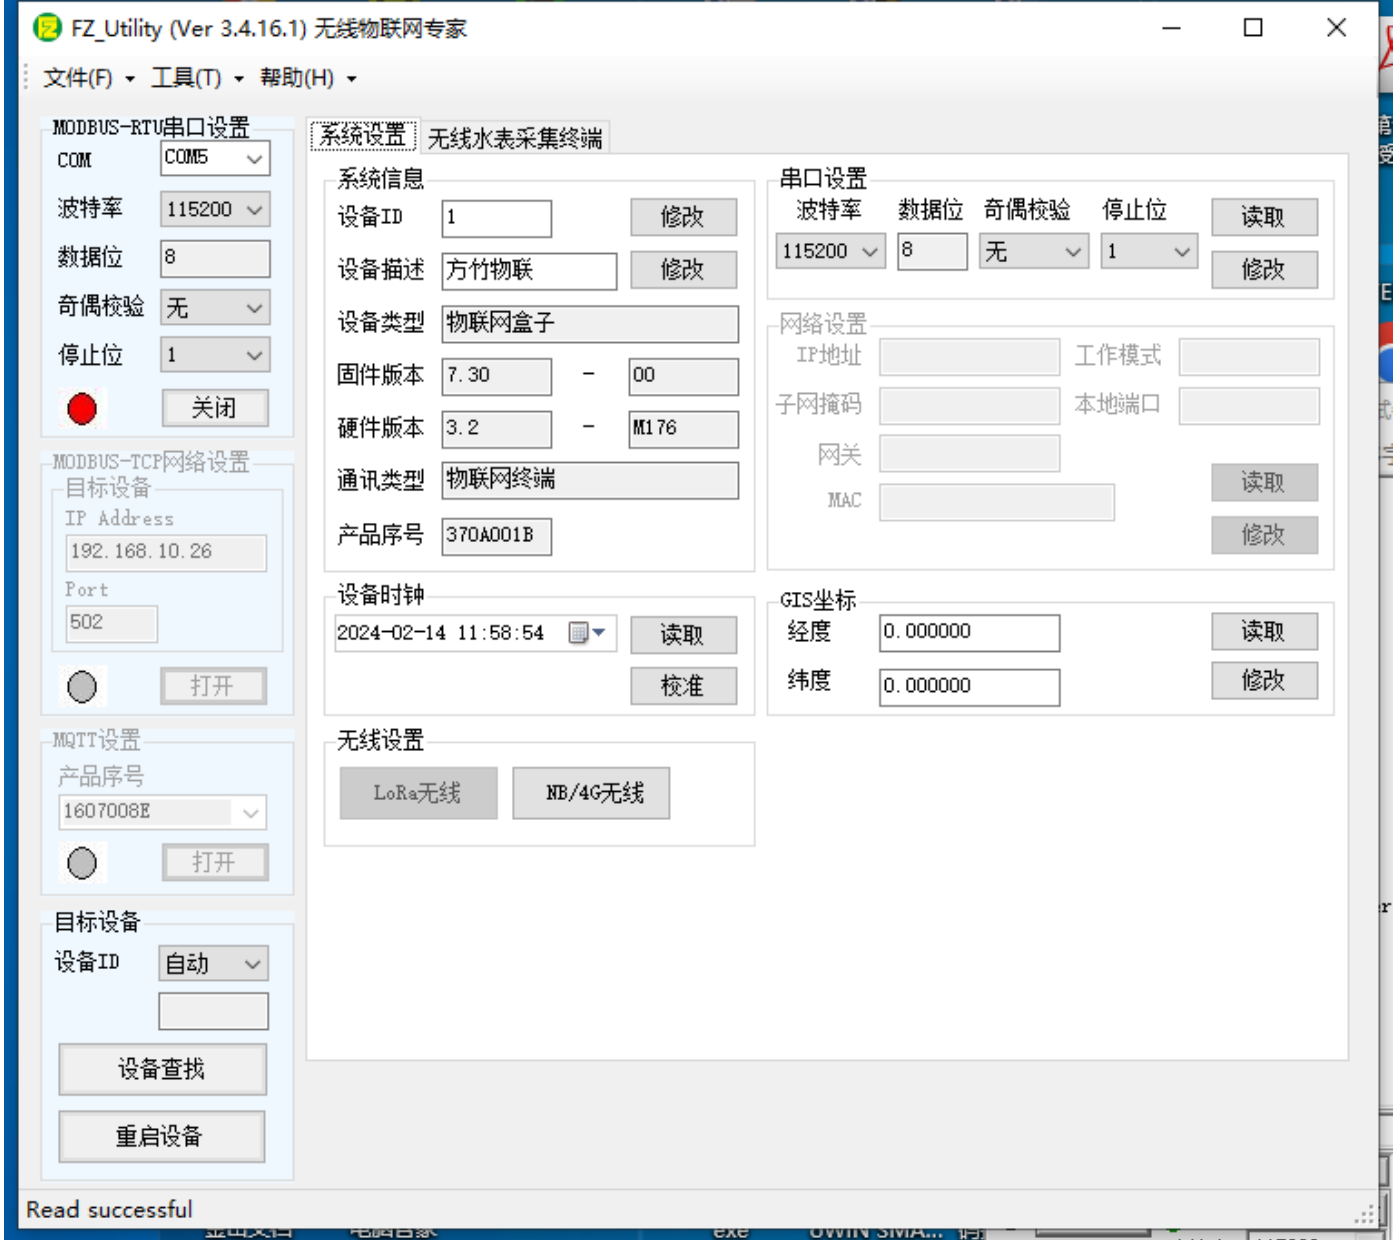 FZ_Utility (Ver 3.4.16.1) 无线物联网专家
文件(F) 工具(T) 帮助(H)
MODBUS-RTU串口设置
COM COM5
波特率 115200
数据位 8
奇偶校验 无
停止位 1
关闭
MODBUS-TCP网络设置
目标设备
IP Address
192.168.10.26
Port
502
打开
MQTT设置
产品序号
1607008E
打开
目标设备
设备ID 自动
设备查找
重启设备
系统设置 无线水表采集终端
系统信息
设备ID 1 修改
设备描述 方竹物联 修改
设备类型 物联网盒子
固件版本 7.30 - 00
硬件版本 3.2 - M176
通讯类型 物联网终端
产品序号 370A001B
设备时钟
2024-02-14 11:58:54 读取
校准
无线设置
LoRa无线 NB/4G无线
串口设置
波特率 数据位 奇偶校验 停止位 读取
115200 8 无 1 修改
网络设置
IP地址 工作模式
子网掩码 本地端口
网关
MAC 读取
修改
GIS坐标
经度 0.000000 读取
纬度 0.000000 修改
Read successful